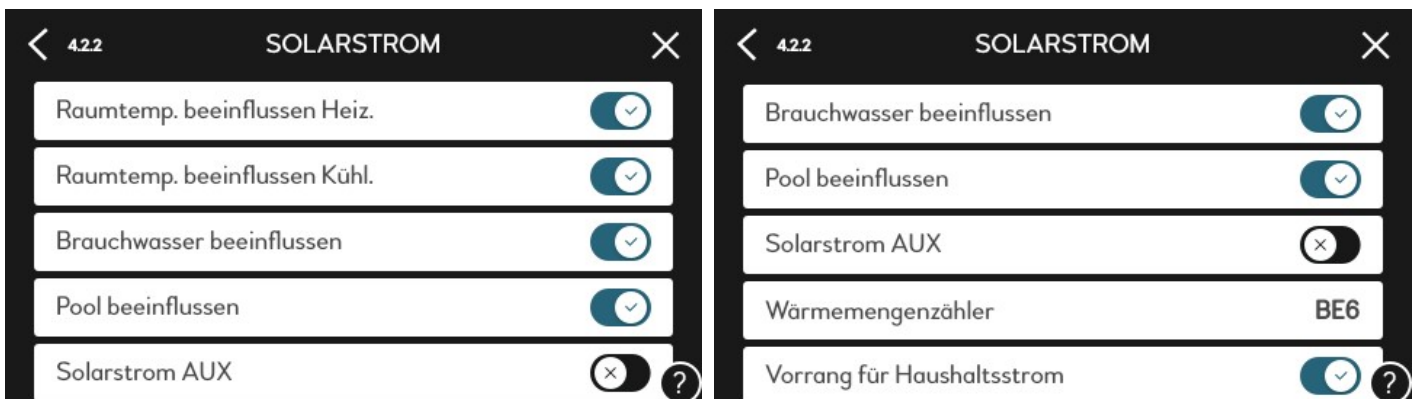 4.2.2 SOLARSTROM
Raumtemp. beeinflussen Heiz.
Raumtemp. beeinflussen Kühl.
Brauchwasser beeinflussen
Pool beeinflussen
Solarstrom AUX
?
4.2.2 SOLARSTROM
Brauchwasser beeinflussen
Pool beeinflussen
Solarstrom AUX
Wärmemengenzähler BE6
Vorrang für Haushaltsstrom
?